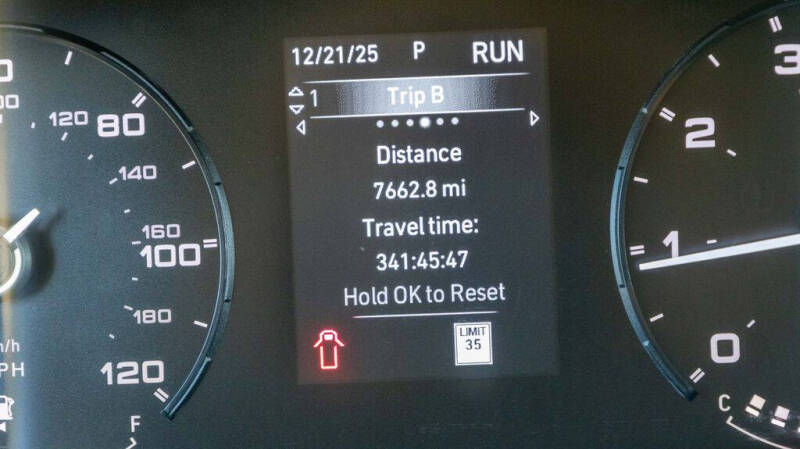 12/21/25 P RUN
1 Trip B
Distance
7662.8 mi
Travel time:
341:45:47
Hold OK to Reset
LIMIT
35
120
80
140
160
100
180
120
F
3
2
1
0
C